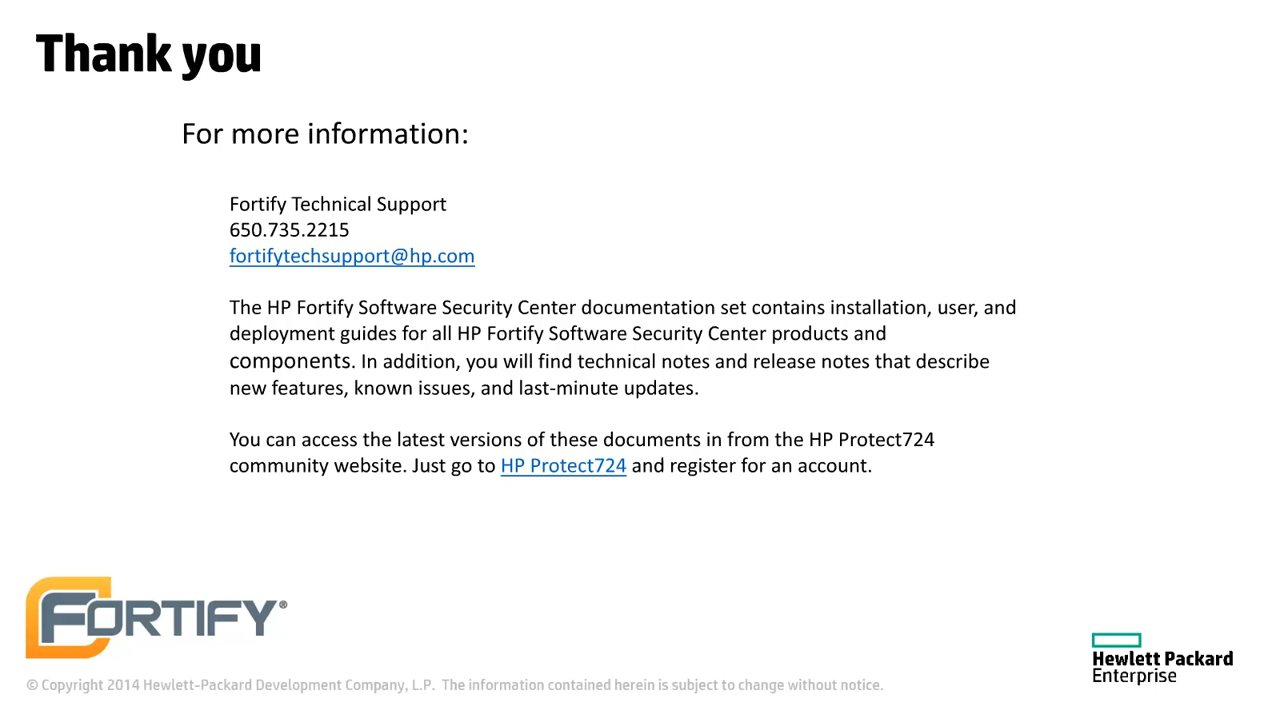 Thank you
For more information:
Fortify Technical Support
650.735.2215
fortifytechsupport@hp.com
The HP Fortify Software Security Center documentation set contains installation, user, and
deployment guides for all HP Fortify Software Security Center products and
components. In addition, you will find technical notes and release notes that describe
new features, known issues, and last-minute updates.
You can access the latest versions of these documents in from the HP Protect724
community website. Just go to HP Protect724 and register for an account.
FORTIFY®
Hewlett Packard
Enterprise
© Copyright 2014 Hewlett-Packard Development Company, L.P. The information contained herein is subject to change without notice.